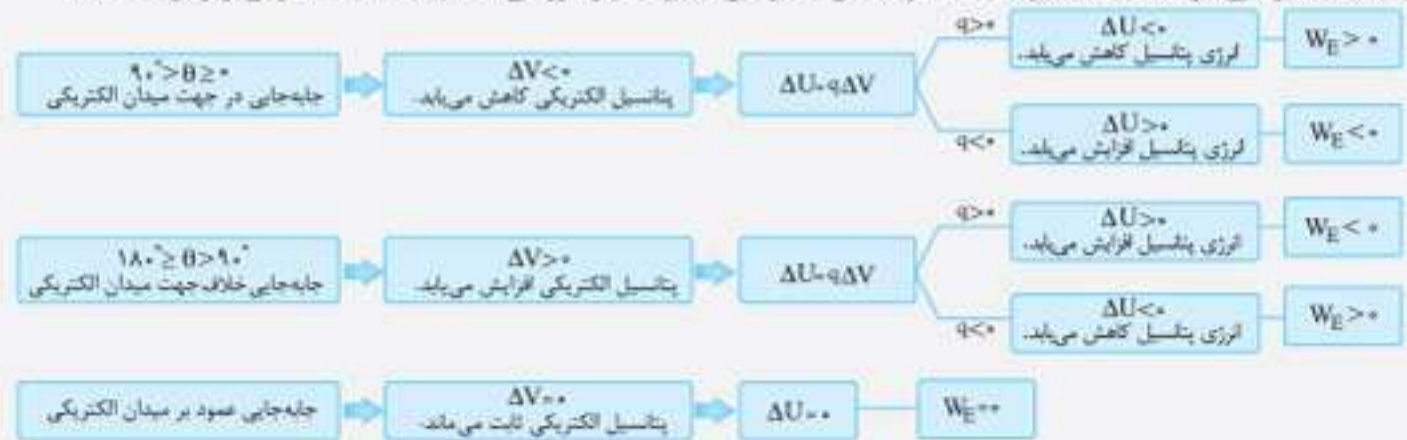 ۹۰°>θ≥۰
جابه‌جایی در جهت میدان الکتریکی
ΔV<۰
پتانسیل الکتریکی کاهش می‌یابد.
ΔU=qΔV
q>۰
ΔU<۰
انرژی پتانسیل کاهش می‌یابد.
W_E>۰
q<۰
ΔU>۰
انرژی پتانسیل افزایش می‌یابد.
W_E<۰
۱۸۰°≥θ>۹۰°
جابه‌جایی خلاف جهت میدان الکتریکی
ΔV>۰
پتانسیل الکتریکی افزایش می‌یابد.
ΔU=qΔV
q>۰
ΔU>۰
انرژی پتانسیل افزایش می‌یابد.
W_E<۰
q<۰
ΔU<۰
انرژی پتانسیل کاهش می‌یابد.
W_E>۰
جابه‌جایی عمود بر میدان الکتریکی
ΔV=۰
پتانسیل الکتریکی ثابت می‌ماند.
ΔU=۰
W_E=۰